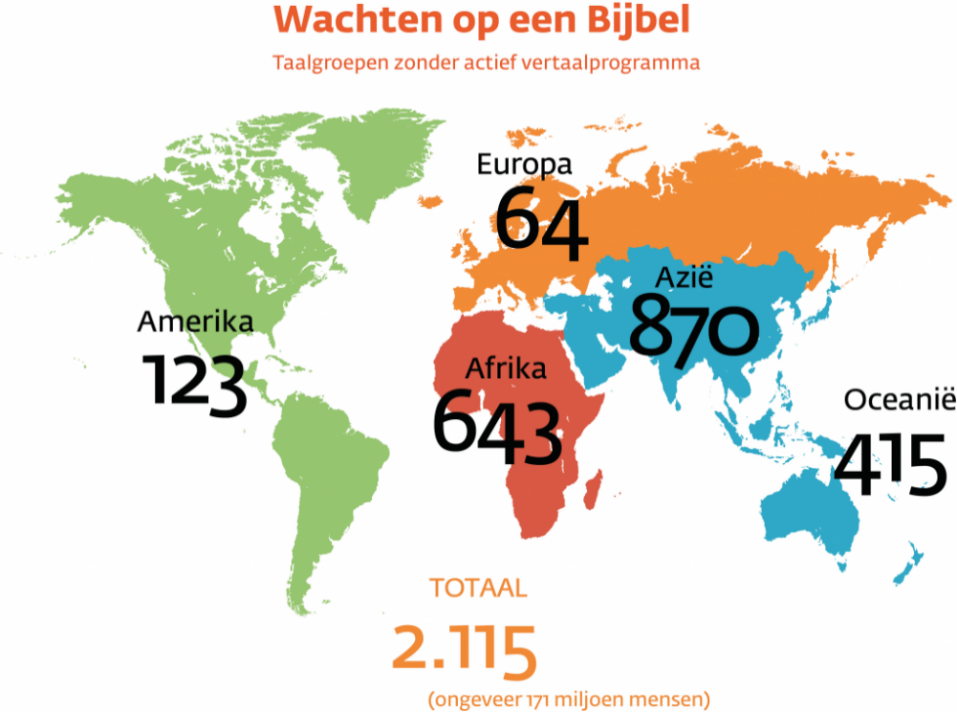 Wachten op een Bijbel
Taalgroepen zonder actief vertaalprogramma
Europa
64
Azië
870
Amerika
123
Afrika
643
Oceanië
415
TOTAAL
2.115
(ongeveer 171 miljoen mensen)